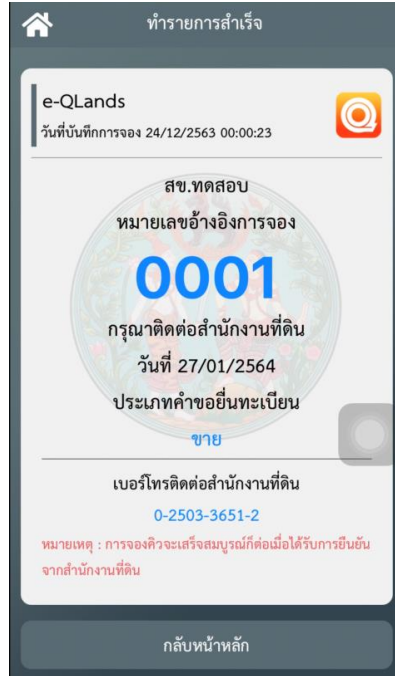 ทำรายการสำเร็จ
e-QLands
วันที่บันทึกการจอง 24/12/2563 00:00:23
สข.ทดสอบ
หมายเลขอ้างอิงการจอง
0001
กรุณาติดต่อสำนักงานที่ดิน
วันที่ 27/01/2564
ประเภทคำขอยื่นทะเบียน
ขาย
เบอร์โทรติดต่อสำนักงานที่ดิน
0-2503-3651-2
หมายเหตุ : การจองคิวจะเสร็จสมบูรณ์ก็ต่อเมื่อได้รับการยืนยัน
จากสำนักงานที่ดิน
กลับหน้าหลัก